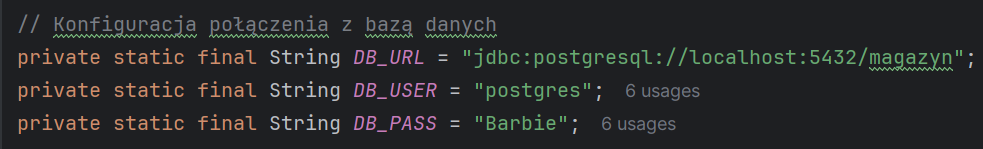 // Konfiguracja połączenia z bazą danych
private static final String DB_URL = "jdbc:postgresql://localhost:5432/magazyn";
private static final String DB_USER = "postgres"; 6 usages
private static final String DB_PASS = "Barbie"; 6 usages